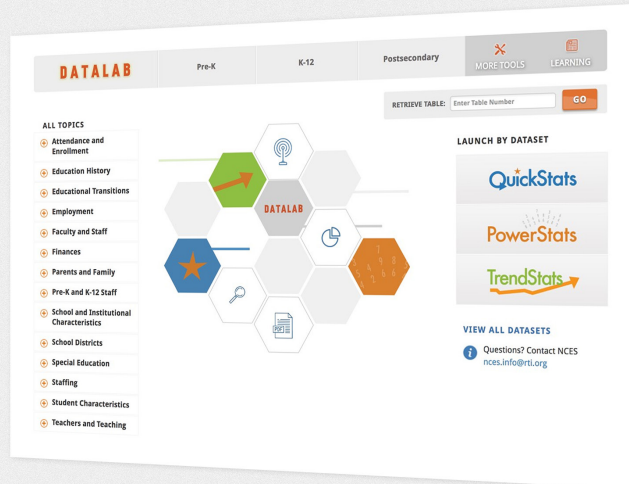 DATALAB
Pre-K
K-12
Postsecondary
MORE TOOLS
LEARNING
RETRIEVE TABLE:
Enter Table Number
GO
ALL TOPICS
Attendance and
Enrollment
Education History
Educational Transitions
Employment
Faculty and Staff
Finances
Parents and Family
Pre-K and K-12 Staff
School and Institutional
Characteristics
School Districts
Special Education
Staffing
Student Characteristics
Teachers and Teaching
DATALAB
PDF
LAUNCH BY DATASET
QuickStats
PowerStats
TrendStats
VIEW ALL DATASETS
Questions? Contact NCES
nces.info@rti.org